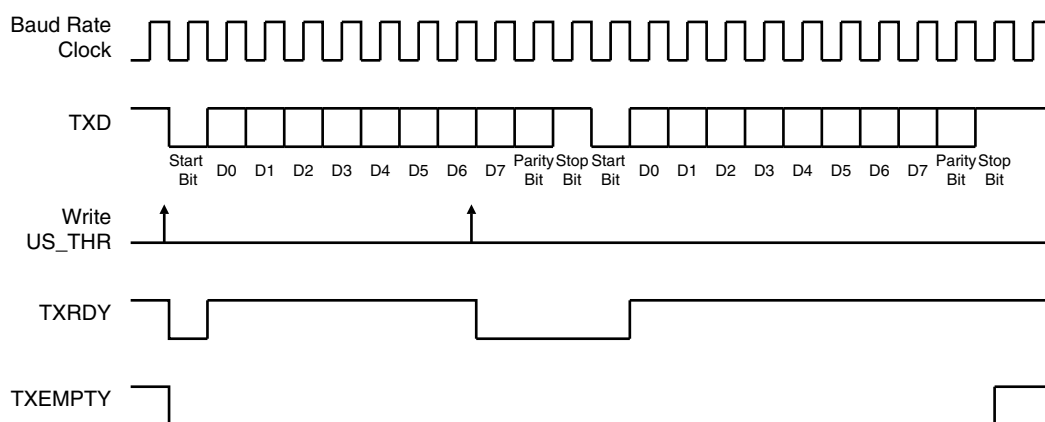 Baud Rate
Clock
TXD
Start
Bit
D0
D1
D2
D3
D4
D5
D6
D7
Parity
Bit
Stop
Bit
Start
Bit
D0
D1
D2
D3
D4
D5
D6
D7
Parity
Bit
Stop
Bit
Write
US_THR
TXRDY
TXEMPTY